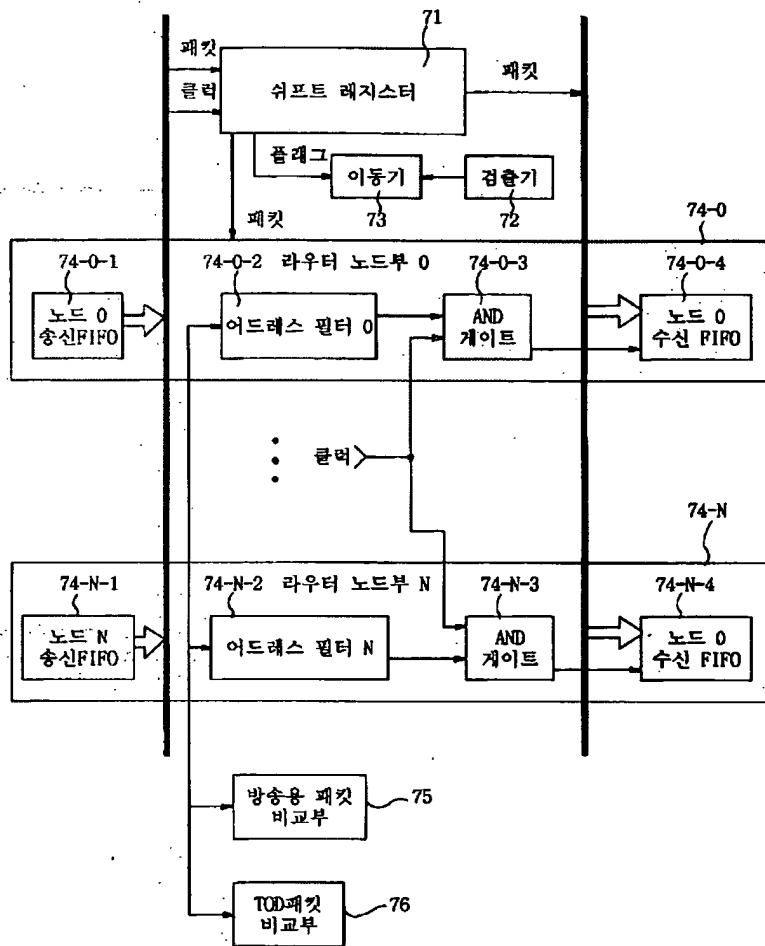 71
패킷
클럭
쉬프트 레지스터
패킷
플래그
이동기
검출기
73
72
패킷
74-0
74-0-1
74-0-2
라우터 노드부 0
74-0-3
74-0-4
노드 0
송신FIFO
어드레스 필터 0
AND
게이트
노드 0
수신 FIFO
클럭
74-N
74-N-1
74-N-2
라우터 노드부 N
74-N-3
74-N-4
노드 N
송신FIFO
어드레스 필터 N
AND
게이트
노드 0
수신 FIFO
방송용 패킷
비교부
75
TOD패킷
비교부
76